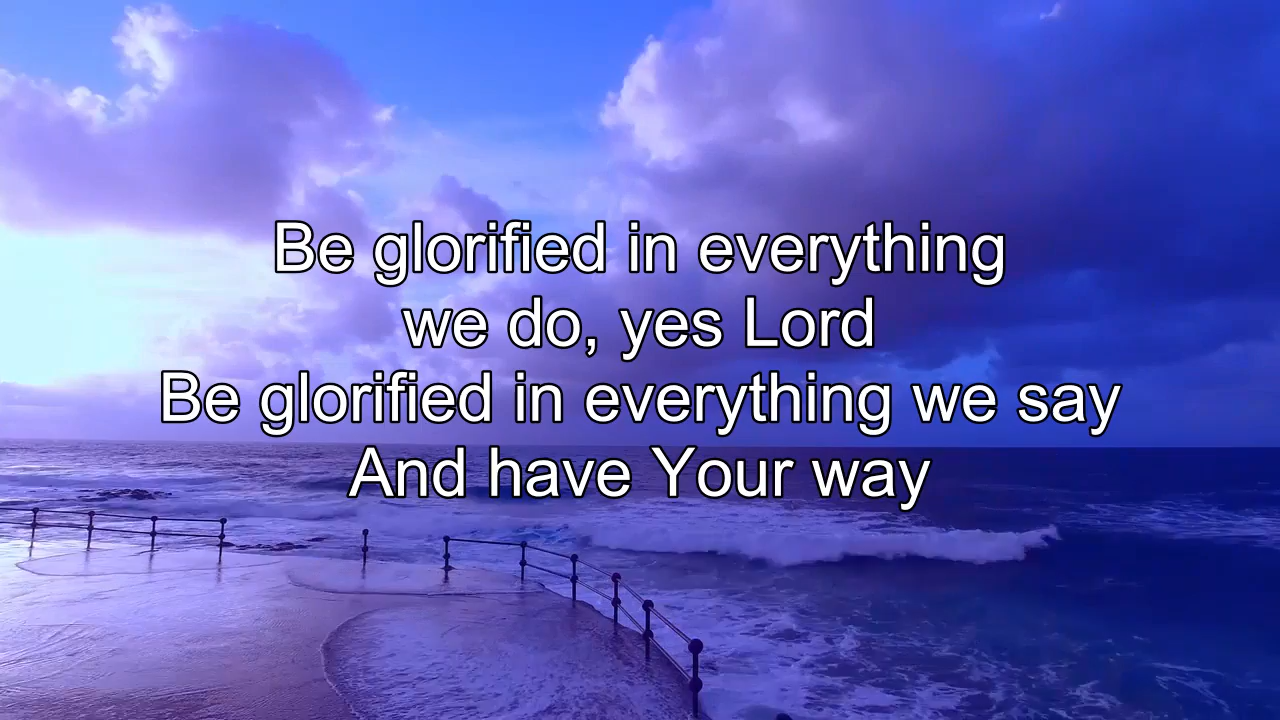 Be glorified in everything
we do, yes Lord
Be glorified in everything we say
And have Your way